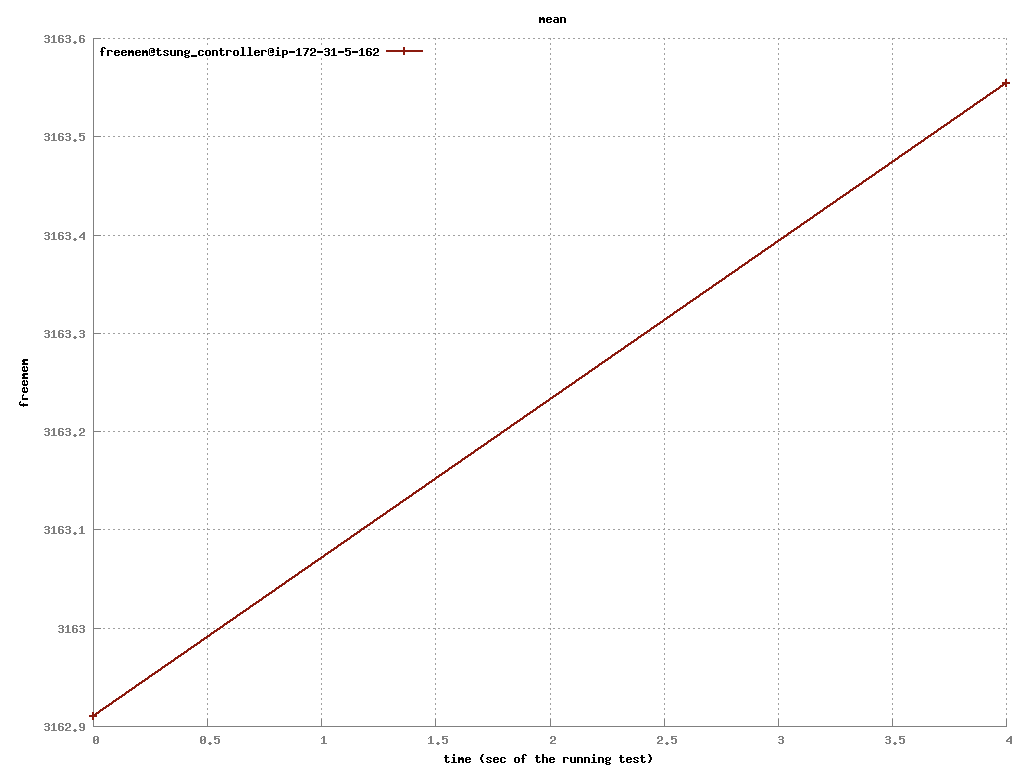 mean
3163.6
freemem@tsung_controller@ip-172-31-5-162
3163.5
3163.4
3163.3
freemem
3163.2
3163.1
3163
3162.9
0 0.5 1 1.5 2 2.5 3 3.5 4
time (sec of the running test)